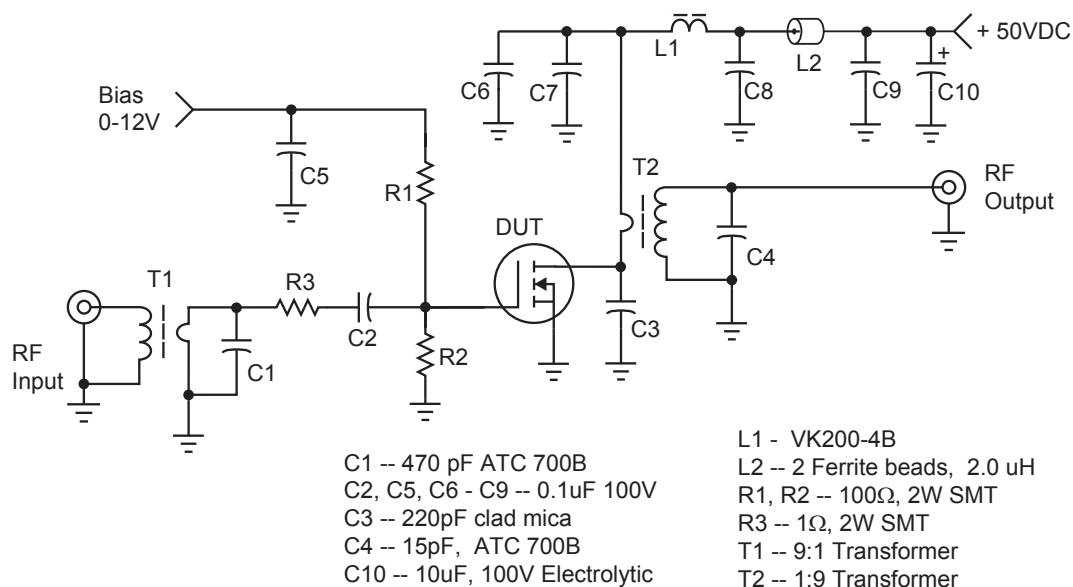 L1
+ 50VDC
L2
+
C6
C7
C8
C9
C10
Bias
0-12V
C5
R1
T2
RF
Output
DUT
C4
T1
R3
C3
C2
RF
Input
C1
R2
C1 -- 470 pF ATC 700B
C2, C5, C6 - C9 -- 0.1uF 100V
C3 -- 220pF clad mica
C4 -- 15pF, ATC 700B
C10 -- 10uF, 100V Electrolytic
L1 - VK200-4B
L2 -- 2 Ferrite beads, 2.0 uH
R1, R2 -- 100Ω, 2W SMT
R3 -- 1Ω, 2W SMT
T1 -- 9:1 Transformer
T2 -- 1:9 Transformer